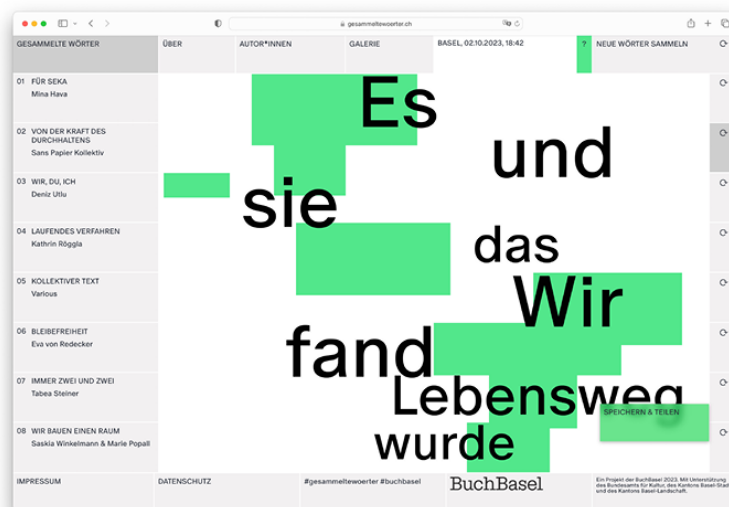 gesammeltewoerter.ch
GESAMMELTE WÖRTER
ÜBER
AUTOR*INNEN
GALERIE
BASEL, 02.10.2023, 18:42
?
NEUE WÖRTER SAMMELN
01 FÜR SEKA
Mina Hava
02 VON DER KRAFT DES
DURCHHALTENS
Sans Papier Kollektiv
03 WIR, DU, ICH
Deniz Utlu
04 LAUFENDES VERFAHREN
Kathrin Röggla
05 KOLLEKTIVER TEXT
Various
06 BLEIBEFREIHEIT
Eva von Redecker
07 IMMER ZWEI UND ZWEI
Tabea Steiner
08 WIR BAUEN EINEN RAUM
Saskia Winkelmann & Marie Popall
Es
und
sie
das
Wir
fand
Lebensweg
wurde
SPEICHERN & TEILEN
IMPRESSUM
DATENSCHUTZ
#gesammeltewoerter #buchbasel
BuchBasel
Ein Projekt der BuchBasel 2023. Mit Unterstützung
des Bundesamts für Kultur, des Kantons Basel-Stadt
und des Kantons Basel-Landschaft.